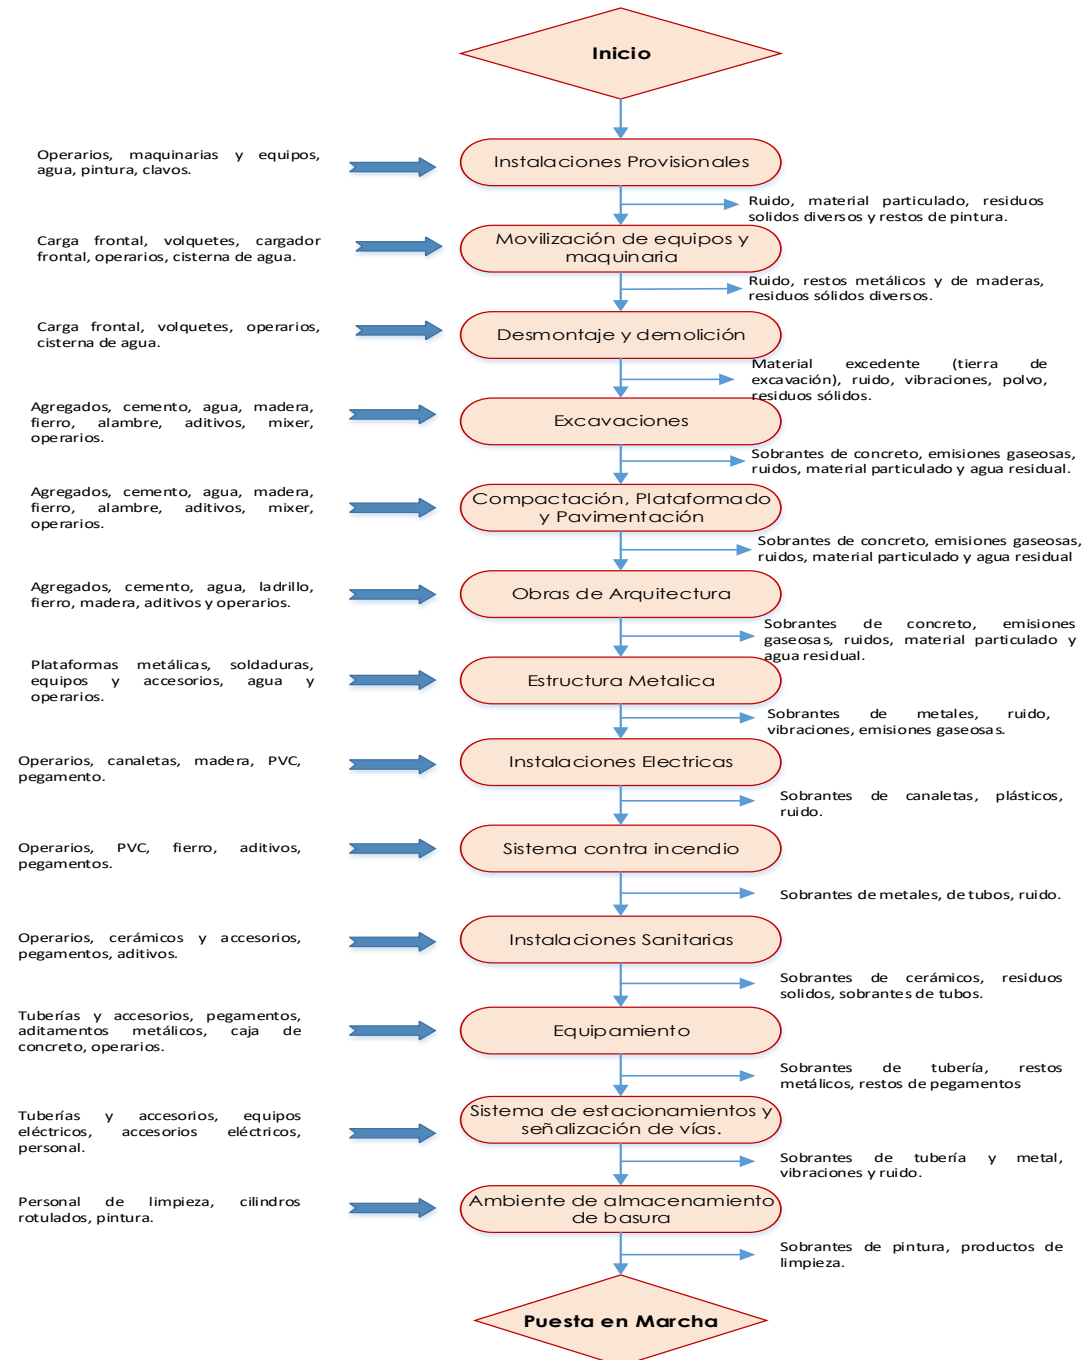 Inicio
Operarios, maquinarias y equipos,
agua, pintura, clavos.
Instalaciones Provisionales
Ruido, material particulado, residuos
solidos diversos y restos de pintura.
Carga frontal, volquetes, cargador
frontal, operarios, cisterna de agua.
Movilización de equipos y
maquinaria
Ruido, restos metálicos y de maderas,
residuos sólidos diversos.
Carga frontal, volquetes, operarios,
cisterna de agua.
Desmontaje y demolición
Material excedente (tierra de
excavación), ruido, vibraciones, polvo,
residuos sólidos.
Agregados, cemento, agua, madera,
fierro, alambre, aditivos, mixer,
operarios.
Excavaciones
Sobrantes de concreto, emisiones gaseosas,
ruidos, material particulado y agua residual.
Agregados, cemento, agua, madera,
fierro, alambre, aditivos, mixer,
operarios.
Compactación, Plataformado
y Pavimentación
Sobrantes de concreto, emisiones gaseosas,
ruidos, material particulado y agua residual
Agregados, cemento, agua, ladrillo,
fierro, madera, aditivos y operarios.
Obras de Arquitectura
Sobrantes de concreto, emisiones
gaseosas, ruidos, material particulado y
agua residual.
Plataformas metálicas, soldaduras,
equipos y accesorios, agua y
operarios.
Estructura Metalica
Sobrantes de metales, ruido,
vibraciones, emisiones gaseosas.
Operarios, canaletas, madera, PVC,
pegamento.
Instalaciones Electricas
Sobrantes de canaletas, plásticos,
ruido.
Operarios, PVC, fierro, aditivos,
pegamentos.
Sistema contra incendio
Sobrantes de metales, de tubos, ruido.
Operarios, cerámicos y accesorios,
pegamentos, aditivos.
Instalaciones Sanitarias
Sobrantes de cerámicos, residuos
solidos, sobrantes de tubos.
Tuberías y accesorios, pegamentos,
aditamentos metálicos, caja de
concreto, operarios.
Equipamiento
Sobrantes de tubería, restos
metálicos, restos de pegamentos
Tuberías y accesorios, equipos
eléctricos, accesorios eléctricos,
personal.
Sistema de estacionamientos y
señalización de vías.
Sobrantes de tubería y metal,
vibraciones y ruido.
Personal de limpieza, cilindros
rotulados, pintura.
Ambiente de almacenamiento
de basura
Sobrantes de pintura, productos de
limpieza.
Puesta en Marcha